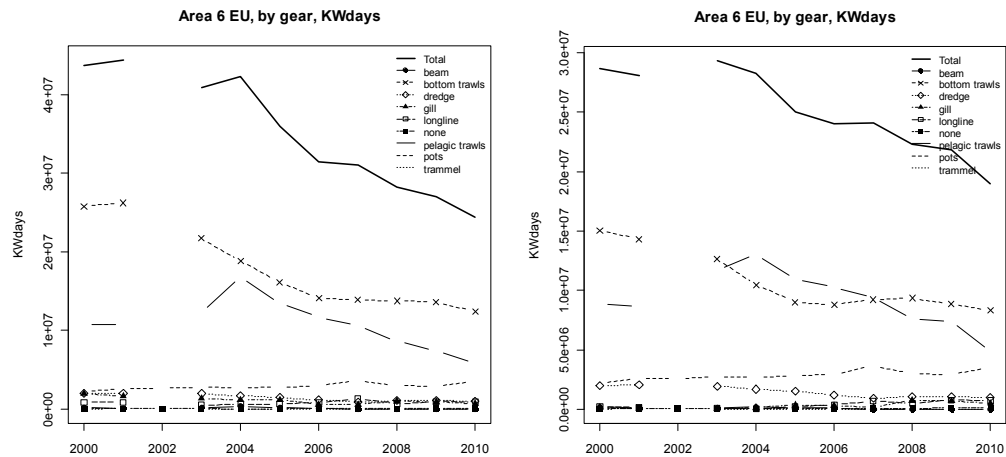 Area 6 EU, by gear, KWdays
KWdays
4e+07
3e+07
2e+07
1e+07
0e+00
Total
beam
bottom trawls
dredge
gill
longline
none
pelagic trawls
pots
trammel
2000 2002 2004 2006 2008 2010
Area 6 EU, by gear, KWdays
KWdays
3.0e+07
2.5e+07
2.0e+07
1.5e+07
1.0e+07
5.0e+06
0.0e+00
Total
beam
bottom trawls
dredge
gill
longline
none
pelagic trawls
pots
trammel
2000 2002 2004 2006 2008 2010